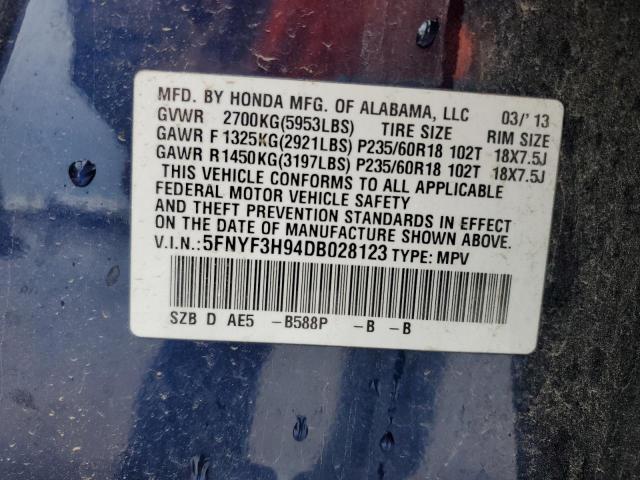 MFD. BY HONDA MFG. OF ALABAMA, LLC 03/'13
GVWR 2700KG(5953LBS) TIRE SIZE RIM SIZE
GAWR F 1325KG(2921LBS) P235/60R18 102T 18X7.5J
GAWR R 1450KG(3197LBS) P235/60R18 102T 18X7.5J
THIS VEHICLE CONFORMS TO ALL APPLICABLE
FEDERAL MOTOR VEHICLE SAFETY
AND THEFT PREVENTION STANDARDS IN EFFECT
ON THE DATE OF MANUFACTURE SHOWN ABOVE.
V.I.N.: 5FNYF3H94DB028123 TYPE: MPV
SZB D AE5 -B588P -B -B